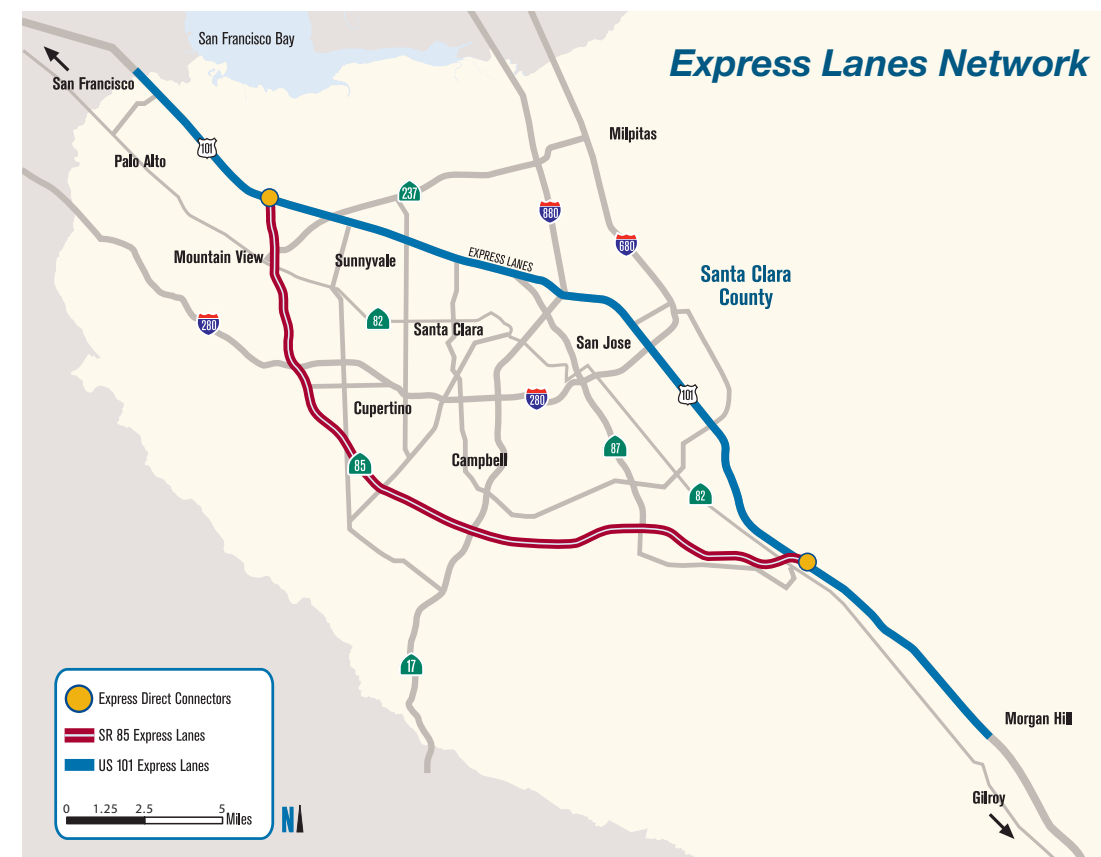 San Francisco Bay
Express Lanes Network
San Francisco
Milpitas
101
Palo Alto
237
880
680
Mountain View
Sunnyvale
EXPRESS LANES
Santa Clara
County
280
82
Santa Clara
San Jose
101
280
Cupertino
87
Campbell
85
82
17
Express Direct Connectors
SR 85 Express Lanes
US 101 Express Lanes
0 1.25 2.5 5
Miles
N
Morgan Hill
Gilroy